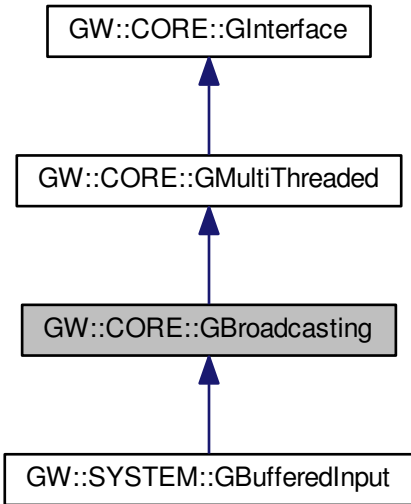 GW::CORE::GInterface
GW::CORE::GMultiThreaded
GW::CORE::GBroadcasting
GW::SYSTEM::GBufferedInput